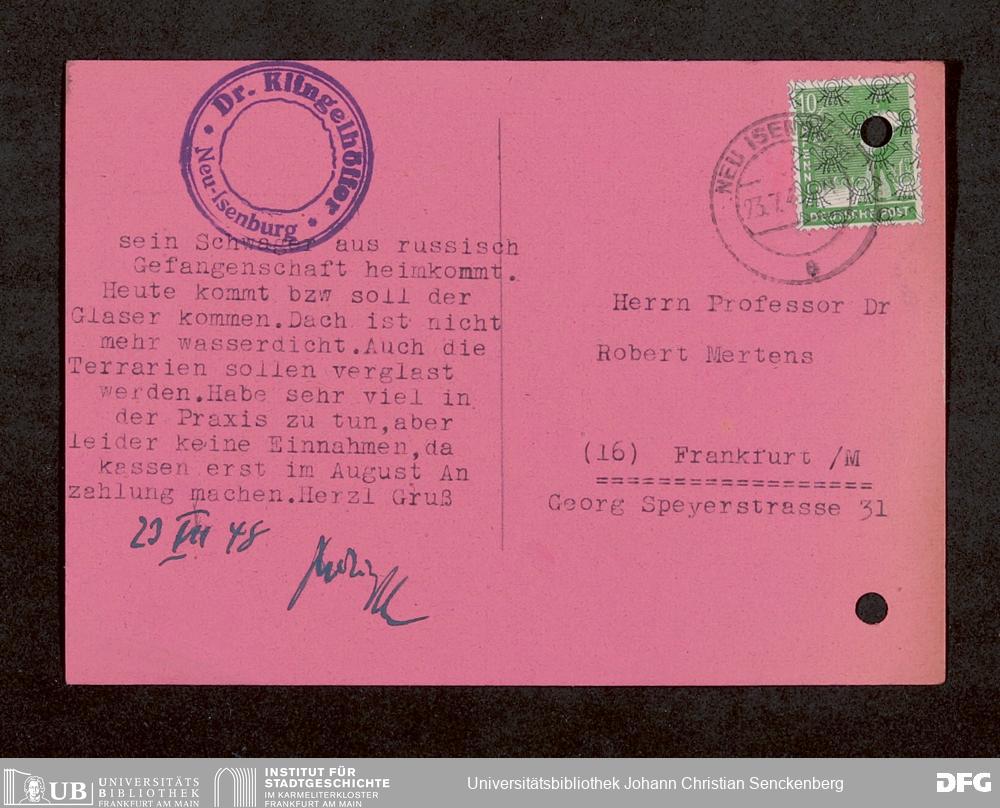 Dr. Klingelhöffer
Neu-Isenburg
sein Schwager aus russisch
Gefangenschaft heimkommt.
Heute kommt bzw soll der
Glaser kommen.Dach ist nicht
mehr wasserdicht.Auch die
Terrarien sollen verglast
werden.Habe sehr viel in
der Praxis zu tun,aber
leider keine Einnahmen,da
kassen erst im August An
zahlung machen.Herzl Gruß
23 VII 48
10
DEUTSCHE POST
NEU ISENB
23.7.4
e
Herrn Professor Dr
Robert Mertens
(16) Frankfurt /M
==================
Georg Speyerstrasse 31
UB UNIVERSITÄTS
BIBLIOTHEK
FRANKFURT AM MAIN
INSTITUT FÜR
STADTGESCHICHTE
IM KARMELITERKLOSTER
FRANKFURT AM MAIN
Universitätsbibliothek Johann Christian Senckenberg
DFG